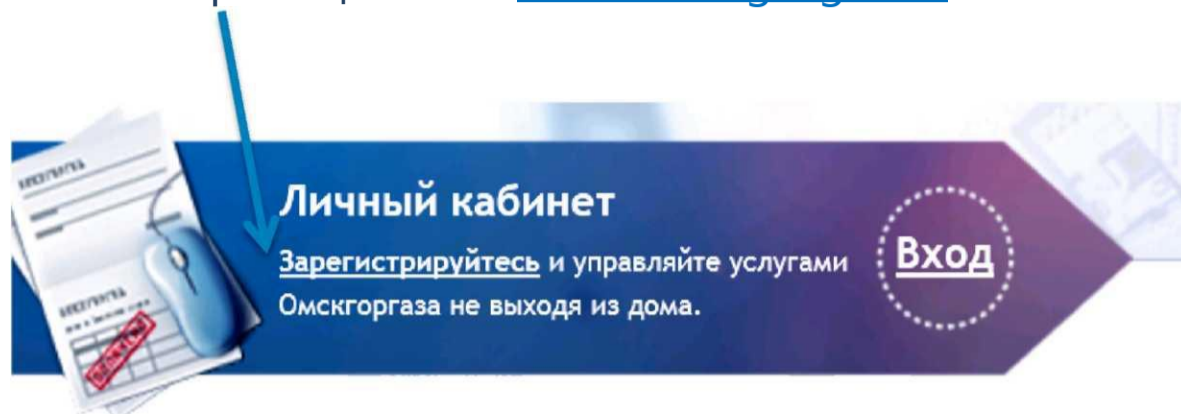 Личный кабинет
Зарегистрируйтесь и управляйте услугами
Омскгоргаза не выходя из дома.
Вход